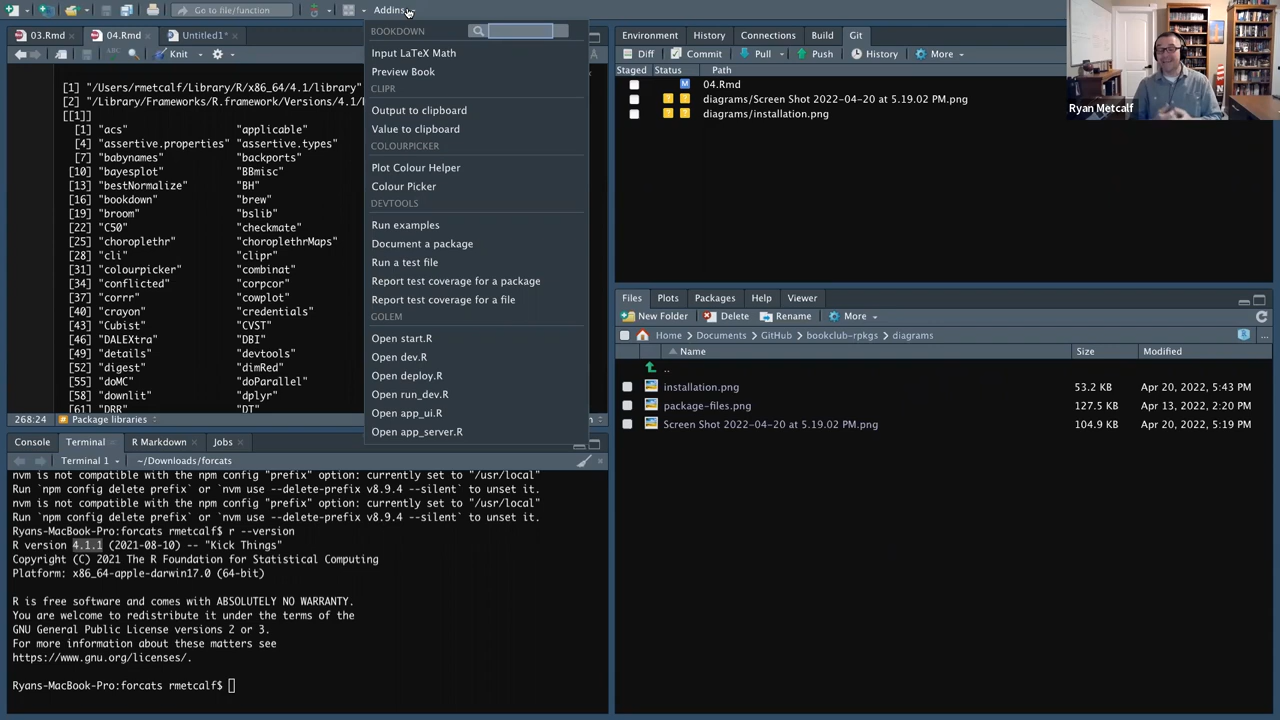 Go to file/function
Addins
03.Rmd
04.Rmd
Untitled1*
Knit
[1] "/Users/rmetcalf/Library/R/x86_64/4.1/library"
[2] "/Library/Frameworks/R.framework/Versions/4.1/
[[1]]
[1] "acs" "applicable"
[4] "assertive.properties" "assertive.types"
[7] "babynames" "backports"
[10] "bayesplot" "BBmisc"
[13] "bestNormalize" "BH"
[16] "bookdown" "brew"
[19] "broom" "bslib"
[22] "C50" "checkmate"
[25] "choroplethr" "choroplethrMaps"
[28] "cli" "clipr"
[31] "colourpicker" "combinat"
[34] "conflicted" "corpcor"
[37] "corrr" "cowplot"
[40] "crayon" "credentials"
[43] "Cubist" "CVST"
[46] "DALEXtra" "DBI"
[49] "details" "devtools"
[52] "digest" "dimRed"
[55] "doMC" "doParallel"
[58] "downlit" "dplyr"
[61] "DRR" "DT"
268:24 Package libraries
BOOKDOWN
Input LaTeX Math
Preview Book
CLIPR
Output to clipboard
Value to clipboard
COLOURPICKER
Plot Colour Helper
Colour Picker
DEVTOOLS
Run examples
Document a package
Run a test file
Report test coverage for a package
Report test coverage for a file
GOLEM
Open start.R
Open dev.R
Open deploy.R
Open run_dev.R
Open app_ui.R
Open app_server.R
Console Terminal R Markdown Jobs
Terminal 1 ~/Downloads/forcats
nvm is not compatible with the npm config "prefix" option: currently set to "/usr/local"
Run `npm config delete prefix` or `nvm use --delete-prefix v8.9.4 --silent` to unset it.
nvm is not compatible with the npm config "prefix" option: currently set to "/usr/local"
Run `npm config delete prefix` or `nvm use --delete-prefix v8.9.4 --silent` to unset it.
Ryans-MacBook-Pro:forcats rmetcalf$ r --version
R version 4.1.1 (2021-08-10) -- "Kick Things"
Copyright (C) 2021 The R Foundation for Statistical Computing
Platform: x86_64-apple-darwin17.0 (64-bit)
R is free software and comes with ABSOLUTELY NO WARRANTY.
You are welcome to redistribute it under the terms of the
GNU General Public License versions 2 or 3.
For more information about these matters see
https://www.gnu.org/licenses/.
Ryans-MacBook-Pro:forcats rmetcalf$
Environment History Connections Build Git
Diff Commit Pull Push History More
Staged Status Path
M 04.Rmd
? ? diagrams/Screen Shot 2022-04-20 at 5.19.02 PM.png
? ? diagrams/installation.png
Ryan Metcalf
Files Plots Packages Help Viewer
New Folder Delete Rename More
Home Documents GitHub bookclub-rpkgs diagrams ...
Name Size Modified
..
installation.png 53.2 KB Apr 20, 2022, 5:43 PM
package-files.png 127.5 KB Apr 13, 2022, 2:20 PM
Screen Shot 2022-04-20 at 5.19.02 PM.png 104.9 KB Apr 20, 2022, 5:19 PM